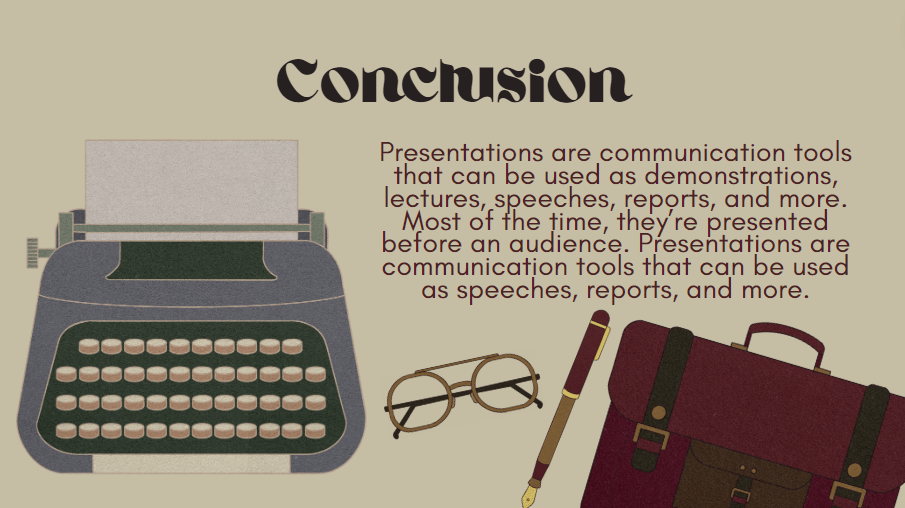 Conclusion
Presentations are communication tools
that can be used as demonstrations,
lectures, speeches, reports, and more.
Most of the time, they’re presented
before an audience. Presentations are
communication tools that can be used
as speeches, reports, and more.